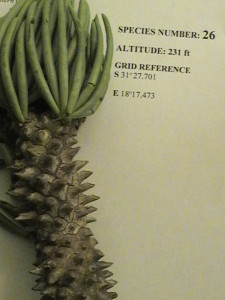 SPECIES NUMBER: 26
ALTITUDE: 231 ft
GRID REFERENCE
S 31°27.701
E 18°17.473